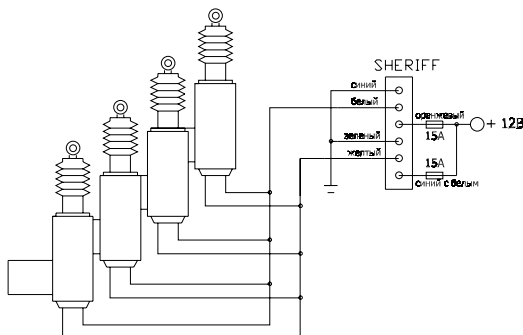 SHERIFF
синий
белый
оранжевый
+ 12В
15А
зеленый
желтый
15А
синий с белым